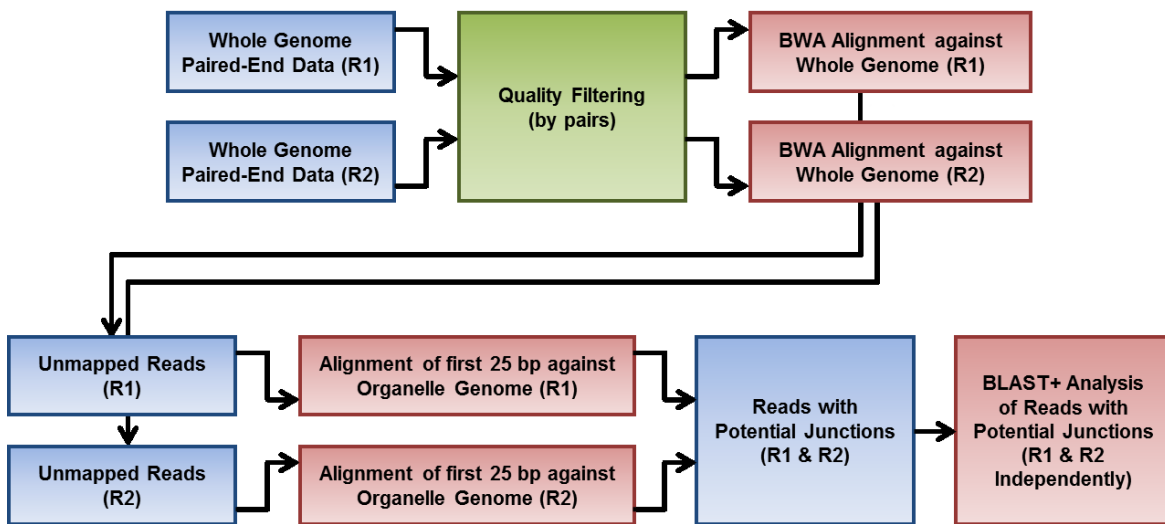 Whole Genome
Paired-End Data (R1)
Whole Genome
Paired-End Data (R2)
Quality Filtering
(by pairs)
BWA Alignment against
Whole Genome (R1)
BWA Alignment against
Whole Genome (R2)
Unmapped Reads
(R1)
Unmapped Reads
(R2)
Alignment of first 25 bp against
Organelle Genome (R1)
Alignment of first 25 bp against
Organelle Genome (R2)
Reads with
Potential Junctions
(R1 & R2)
BLAST+ Analysis
of Reads with
Potential Junctions
(R1 & R2
Independently)